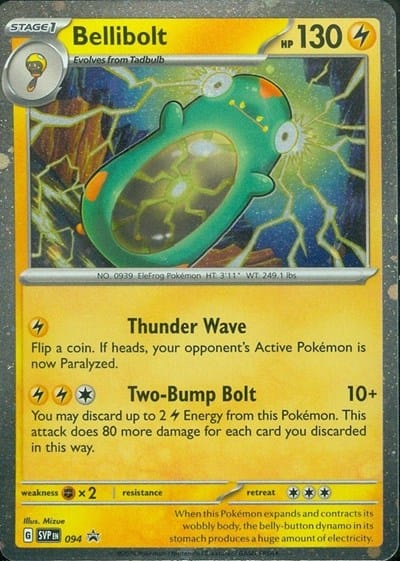 STAGE1 Bellibolt HP 130
Evolves from Tadbulb
NO. 0939 EleFrog Pokémon HT: 3'11" WT: 249.1 lbs
Thunder Wave
Flip a coin. If heads, your opponent's Active Pokémon is
now Paralyzed.
Two-Bump Bolt 10+
You may discard up to 2 Energy from this Pokémon. This
attack does 80 more damage for each card you discarded
in this way.
weakness ×2 resistance retreat
Illus. Mizue
G SVP EN 094
When this Pokémon expands and contracts its
wobbly body, the belly-button dynamo in its
stomach produces a huge amount of electricity.